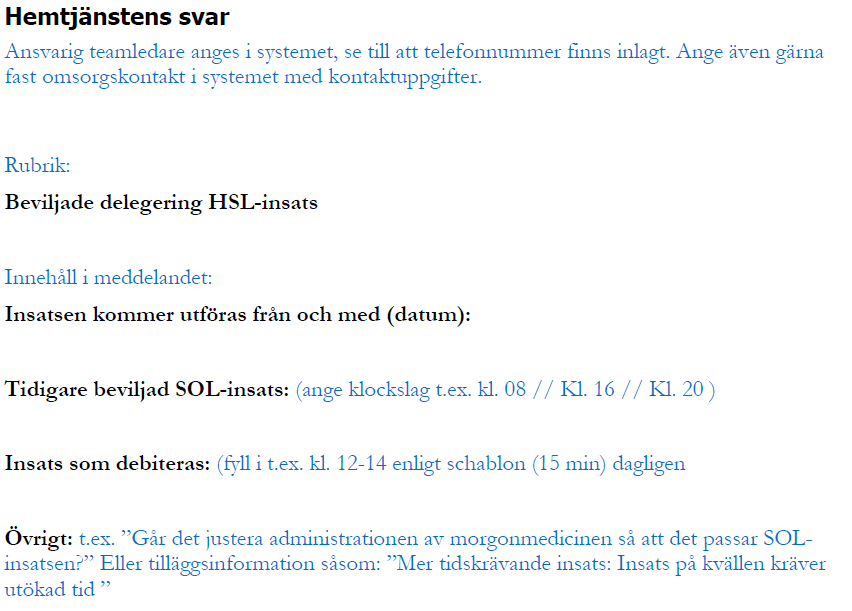 Hemtjänstens svar
Ansvarig teamledare anges i systemet, se till att telefonnummer finns inlagt. Ange även gärna
fast omsorgskontakt i systemet med kontaktuppgifter.
Rubrik:
Beviljade delegering HSL-insats
Innehåll i meddelandet:
Insatsen kommer utföras från och med (datum):
Tidigare beviljad SOL-insats: (ange klockslag t.ex. kl. 08 // Kl. 16 // Kl. 20 )
Insats som debiteras: (fyll i t.ex. kl. 12-14 enligt schablon (15 min) dagligen
Övrigt: t.ex. ”Går det justera administrationen av morgonmedicinen så att det passar SOL-
insatsen?” Eller tilläggsinformation såsom: ”Mer tidskrävande insats: Insats på kvällen kräver
utökad tid ”